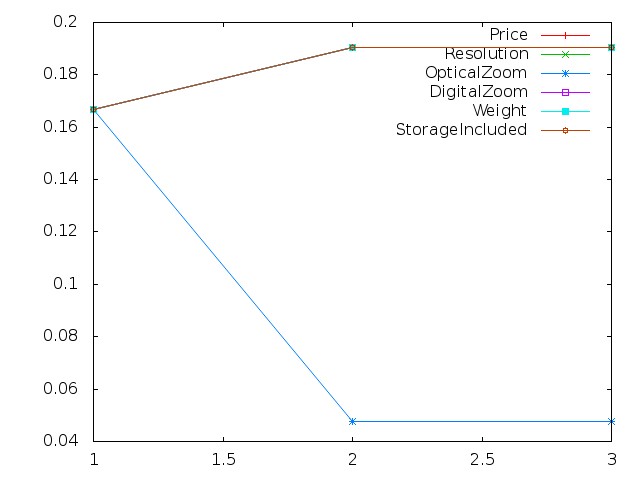 0.2
0.18
0.16
0.14
0.12
0.1
0.08
0.06
0.04
1 1.5 2 2.5 3
Price
Resolution
OpticalZoom
DigitalZoom
Weight
StorageIncluded